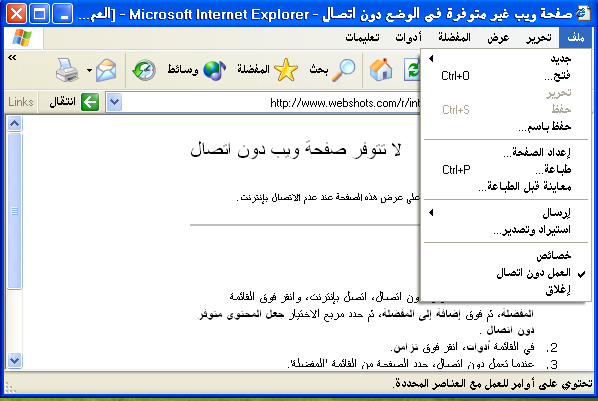 صفحة ويب غير متوفرة في الوضع دون اتصال - Microsoft Internet Explorer - [العم...
ملف تحرير عرض المفضلة أدوات تعليمات
بحث المفضلة وسائط
انتقال Links
http://www.webshots.com/r/int
جديد
فتح... Ctrl+O
تحرير
حفظ Ctrl+S
حفظ باسم...
إعداد الصفحة...
طباعة... Ctrl+P
معاينة قبل الطباعة...
إرسال
استيراد وتصدير...
خصائص
العمل دون اتصال
إغلاق
لا تتوفر صفحة ويب دون اتصال
على عرض هذه الصفحة عند عدم الاتصال بإنترنت.
دون اتصال، اتصل بإنترنت، وانقر فوق القائمة
المفضلة، ثم فوق إضافة إلى المفضلة، ثم حدد مربع الاختيار جعل المحتوى متوفر
دون اتصال .
2. في القائمة أدوات، انقر فوق تزامن.
3. عندما تعمل دون اتصال، حدد الصفحة من القائمة "المفضلة".
تحتوي على أوامر للعمل مع العناصر المحددة.